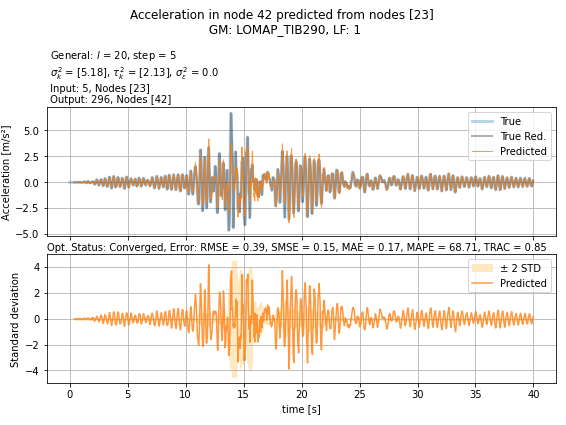 Acceleration in node 42 predicted from nodes [23]
GM: LOMAP_TIB290, LF: 1
General: l = 20, step = 5
σ²ₖ = [5.18], τ²ₖ = [2.13], σ²ε = 0.0
Input: 5, Nodes [23]
Output: 296, Nodes [42]
Acceleration [m/s²]
5.0
2.5
0.0
−2.5
−5.0
True
True Red.
Predicted
Opt. Status: Converged, Error: RMSE = 0.39, SMSE = 0.15, MAE = 0.17, MAPE = 68.71, TRAC = 0.85
Standard deviation
4
2
0
−2
−4
± 2 STD
Predicted
0 5 10 15 20 25 30 35 40
time [s]